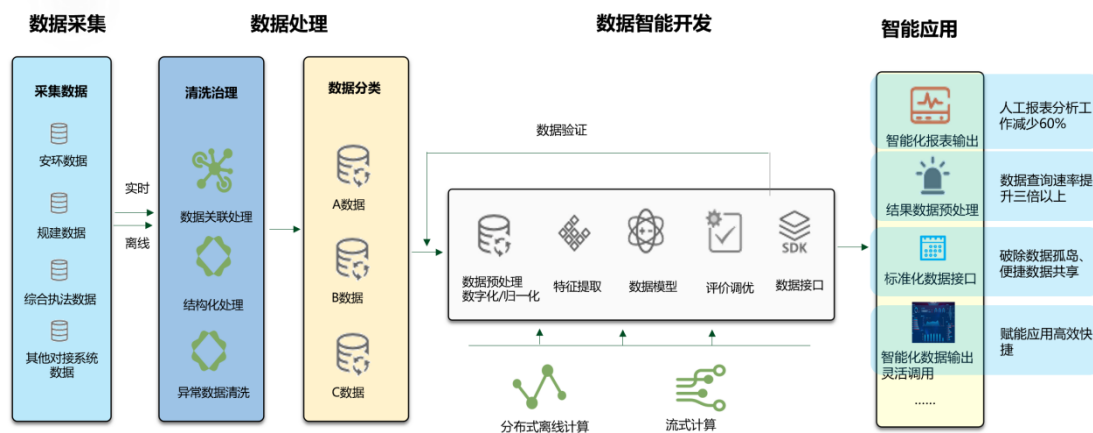 数据采集
数据处理
数据智能开发
智能应用
采集数据
安环数据
规建数据
综合执法数据
其他对接系统
数据
实时
离线
清洗治理
数据关联处理
结构化处理
异常数据清洗
数据分类
A数据
B数据
C数据
数据验证
数据预处理
数字化/归一化
特征提取
数据模型
评价调优
SDK
数据接口
分布式离线计算
流式计算
智能化报表输出
人工报表分析工
作减少60%
结果数据预处理
数据查询速率提
升三倍以上
标准化数据接口
破除数据孤岛、
便捷数据共享
智能化数据输出
灵活调用
赋能应用高效快
捷
......